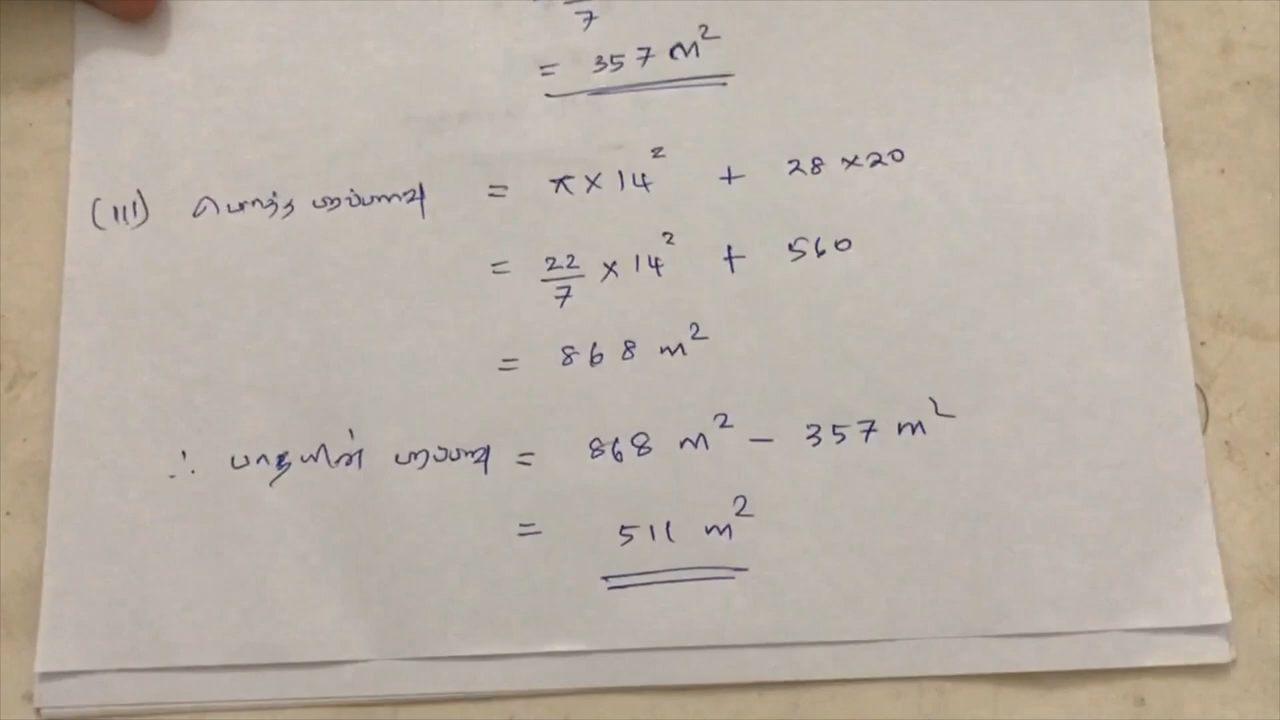 7
= 357 m²
(III) மொத்த பரப்பளவு = π × 14² + 28 × 20
= 22/7 × 14² + 560
= 868 m²
∴ பாதையின் பரப்பளவு = 868 m² − 357 m²
= 511 m²